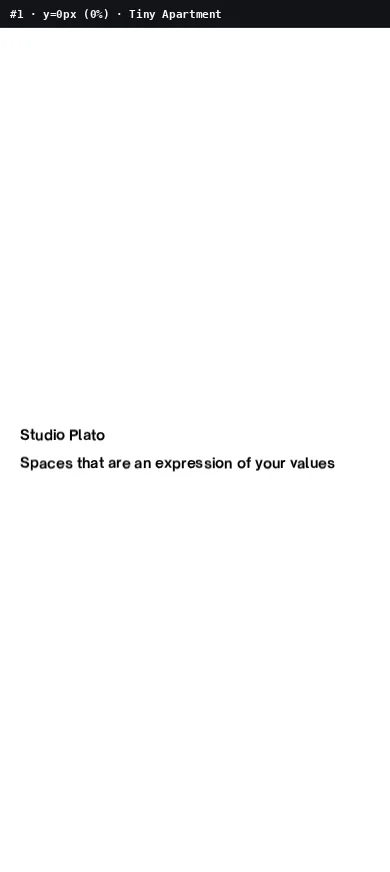 #1 · y=0px (0%) · Tiny Apartment
Studio Plato
Spaces that are an expression of your values